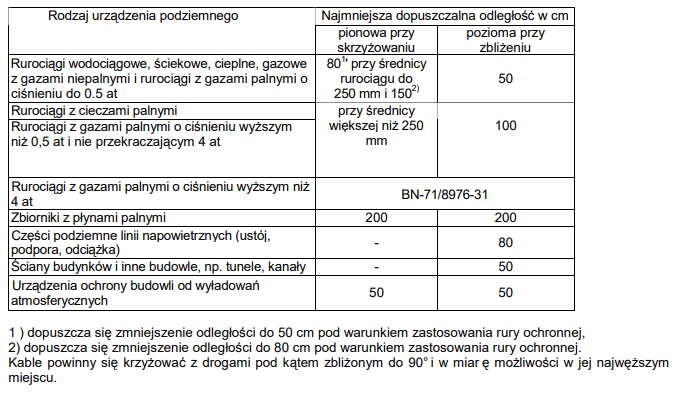 Rodzaj urządzenia podziemnego
Najmniejsza dopuszczalna odległość w cm
pionowa przy
skrzyżowaniu
pozioma przy
zbliżeniu
Rurociągi wodociągowe, ściekowe, cieplne, gazowe
z gazami niepalnymi i rurociągi z gazami palnymi o
ciśnieniu do 0.5 at
80¹' przy średnicy
rurociągu do
250 mm i 150²⁾
50
Rurociągi z cieczami palnymi
Rurociągi z gazami palnymi o ciśnieniu wyższym
niż 0,5 at i nie przekraczającym 4 at
przy średnicy
większej niż 250
mm
100
Rurociągi z gazami palnymi o ciśnieniu wyższym niż
4 at
BN-71/8976-31
Zbiorniki z płynami palnymi
200
200
Części podziemne linii napowietrznych (ustój,
podpora, odciążka)
-
80
Ściany budynków i inne budowle, np. tunele, kanały
-
50
Urządzenia ochrony budowli od wyładowań
atmosferycznych
50
50
1 ) dopuszcza się zmniejszenie odległości do 50 cm pod warunkiem zastosowania rury ochronnej,
2) dopuszcza się zmniejszenie odległości do 80 cm pod warunkiem zastosowania rury ochronnej.
Kable powinny się krzyżować z drogami pod kątem zbliżonym do 90° i w miar ę możliwości w jej najwęższym
miejscu.